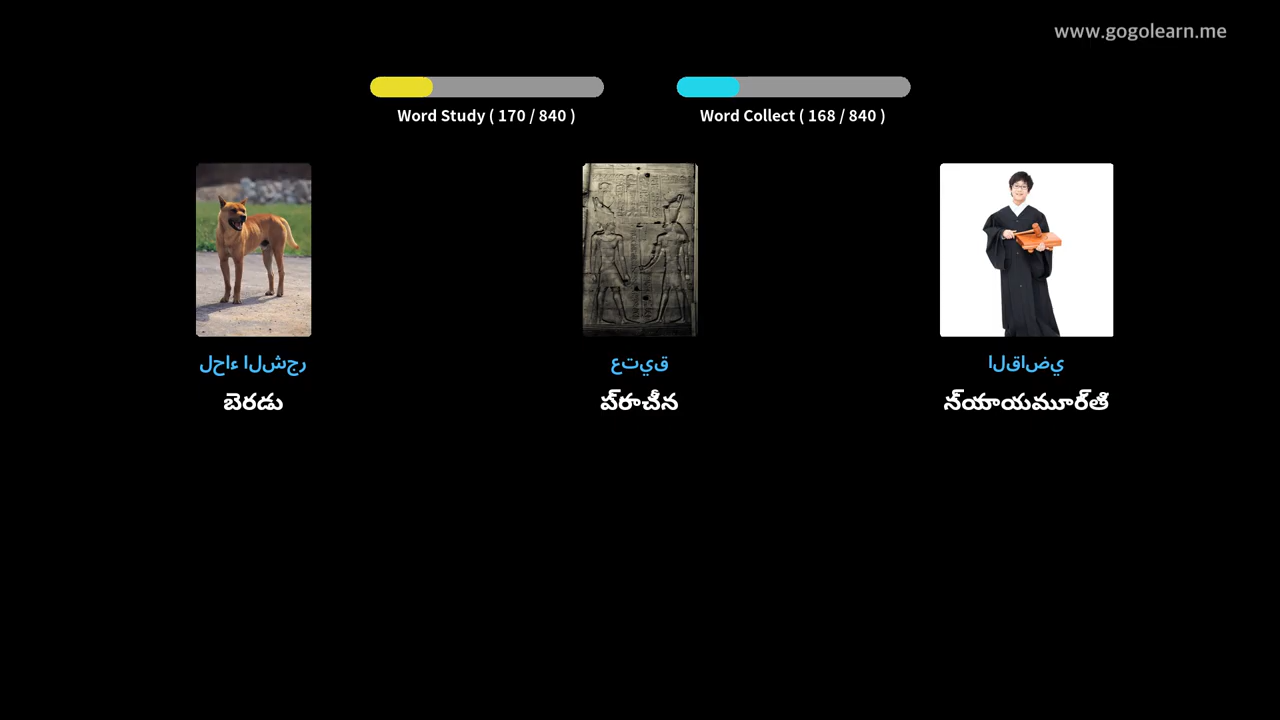 www.gogolearn.me
Word Study ( 170 / 840 )
Word Collect ( 168 / 840 )
لحاء الشجر
عتيق
القاضي
బెరడు
ప్రాచీన
న్యాయమూర్తి